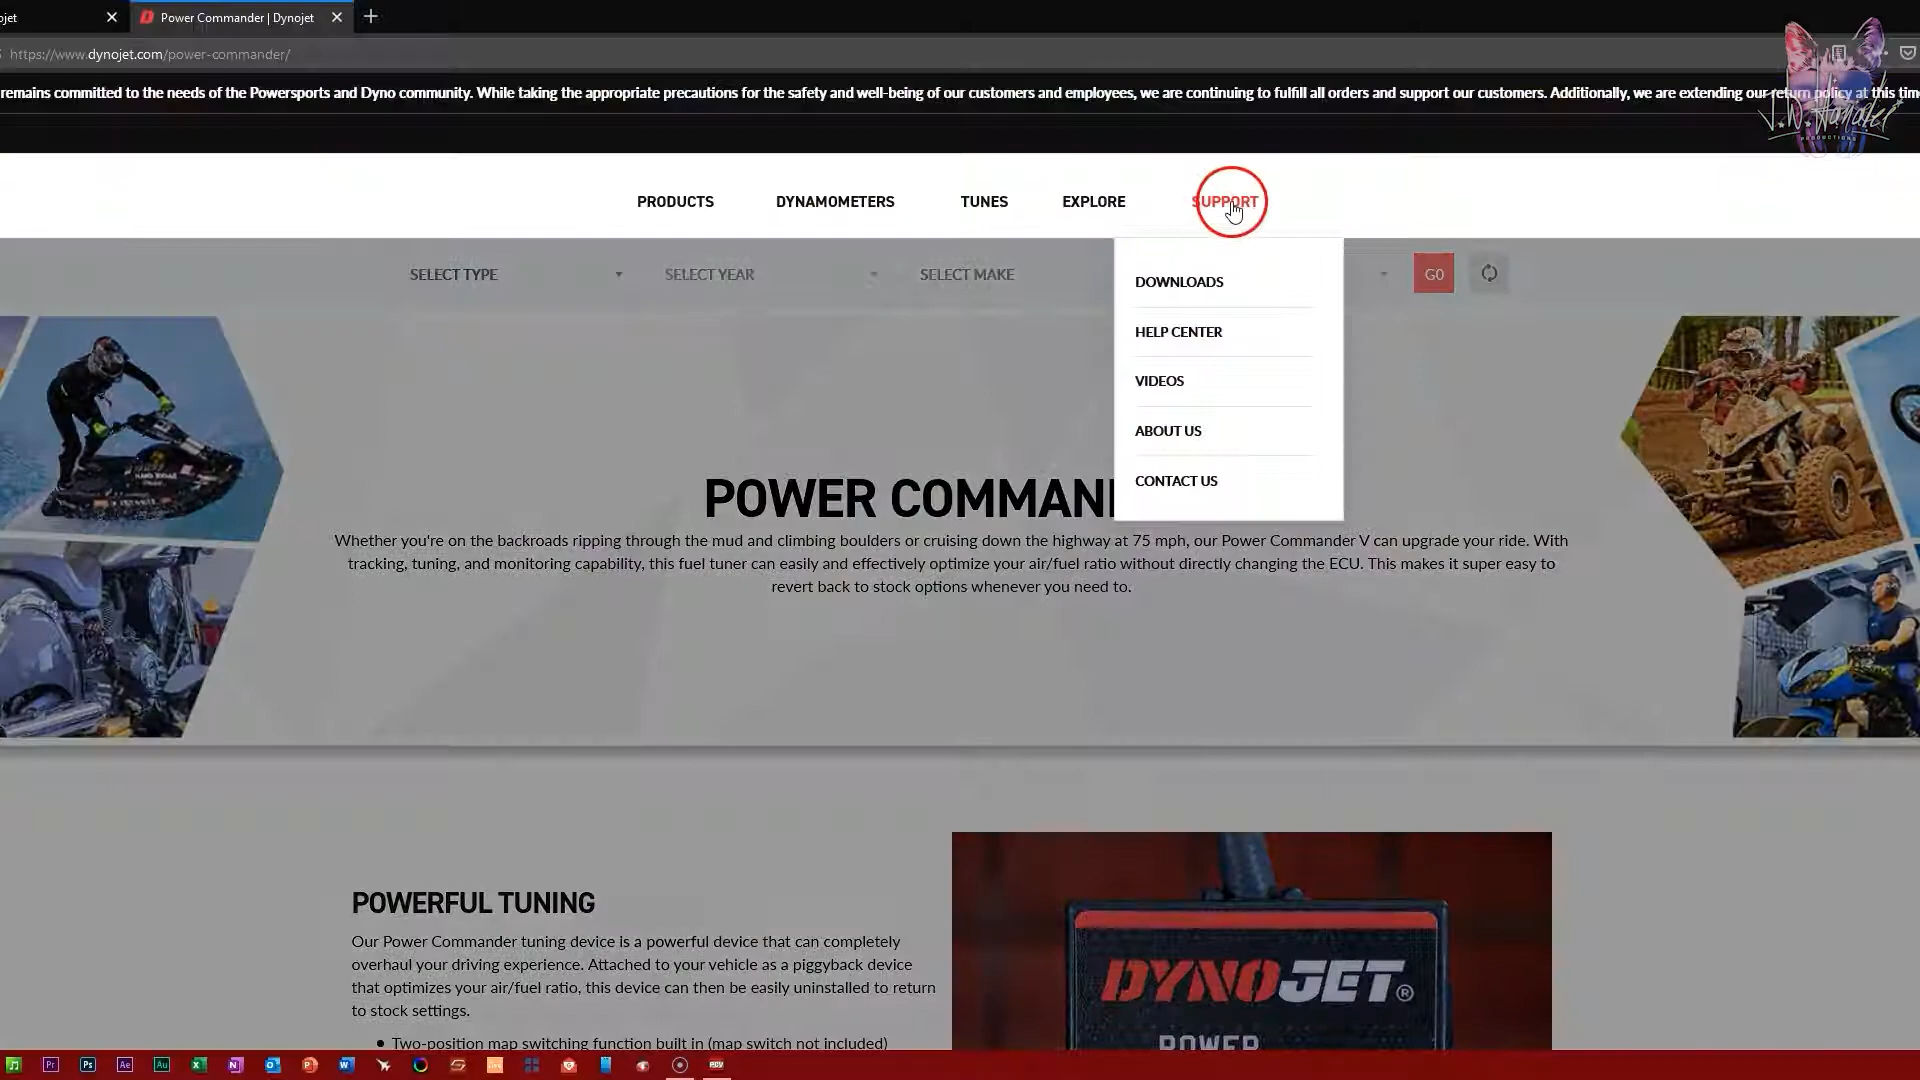 ojet
Power Commander | Dynojet
https://www.dynojet.com/power-commander/
remains committed to the needs of the Powersports and Dyno community. While taking the appropriate precautions for the safety and well-being of our customers and employees, we are continuing to fulfill all orders and support our customers. Additionally, we are extending our return policy at this tim
J.W. Handler
PRODUCTIONS
PRODUCTS DYNAMOMETERS TUNES EXPLORE SUPPORT
SELECT TYPE SELECT YEAR SELECT MAKE GO
DOWNLOADS
HELP CENTER
VIDEOS
ABOUT US
CONTACT US
POWER COMMAN
Whether you're on the backroads ripping through the mud and climbing boulders or cruising down the highway at 75 mph, our Power Commander V can upgrade your ride. With
tracking, tuning, and monitoring capability, this fuel tuner can easily and effectively optimize your air/fuel ratio without directly changing the ECU. This makes it super easy to
revert back to stock options whenever you need to.
POWERFUL TUNING
Our Power Commander tuning device is a powerful device that can completely
overhaul your driving experience. Attached to your vehicle as a piggyback device
that optimizes your air/fuel ratio, this device can then be easily uninstalled to return
to stock settings.
• Two-position map switching function built in (map switch not included)
DYNOJET®
POWER
Pr Ps Ae Au